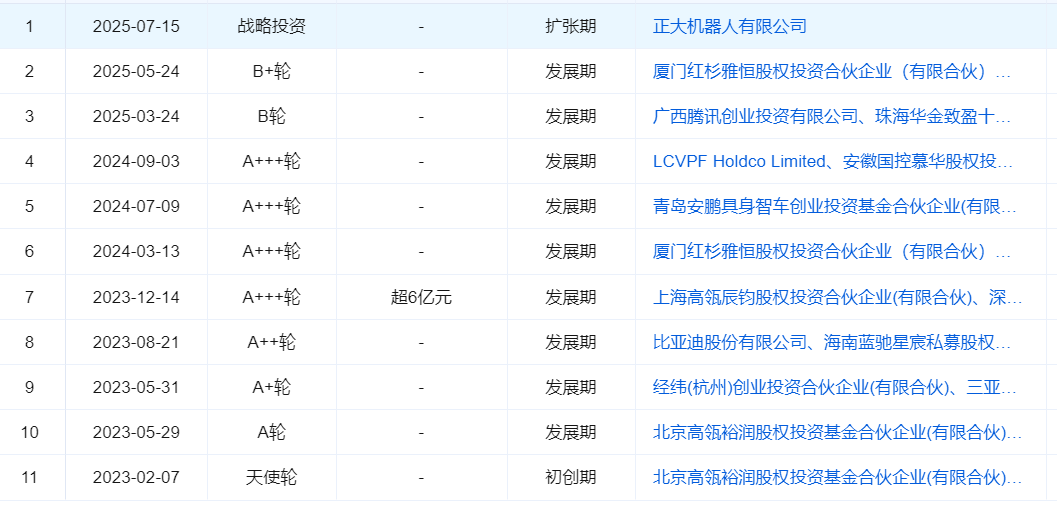 1 2025-07-15 战略投资 - 扩张期 正大机器人有限公司
2 2025-05-24 B+轮 - 发展期 厦门红杉雅恒股权投资合伙企业（有限合伙）…
3 2025-03-24 B轮 - 发展期 广西腾讯创业投资有限公司、珠海华金致盈十…
4 2024-09-03 A+++轮 - 发展期 LCVPF Holdco Limited、安徽国控慕华股权投…
5 2024-07-09 A+++轮 - 发展期 青岛安鹏具身智车创业投资基金合伙企业(有限…
6 2024-03-13 A+++轮 - 发展期 厦门红杉雅恒股权投资合伙企业（有限合伙）…
7 2023-12-14 A+++轮 超6亿元 发展期 上海高瓴辰钧股权投资合伙企业(有限合伙)、深…
8 2023-08-21 A++轮 - 发展期 比亚迪股份有限公司、海南蓝驰星宸私募股权…
9 2023-05-31 A+轮 - 发展期 经纬(杭州)创业投资合伙企业(有限合伙)、三亚…
10 2023-05-29 A轮 - 发展期 北京高瓴裕润股权投资基金合伙企业(有限合伙)…
11 2023-02-07 天使轮 - 初创期 北京高瓴裕润股权投资基金合伙企业(有限合伙)…